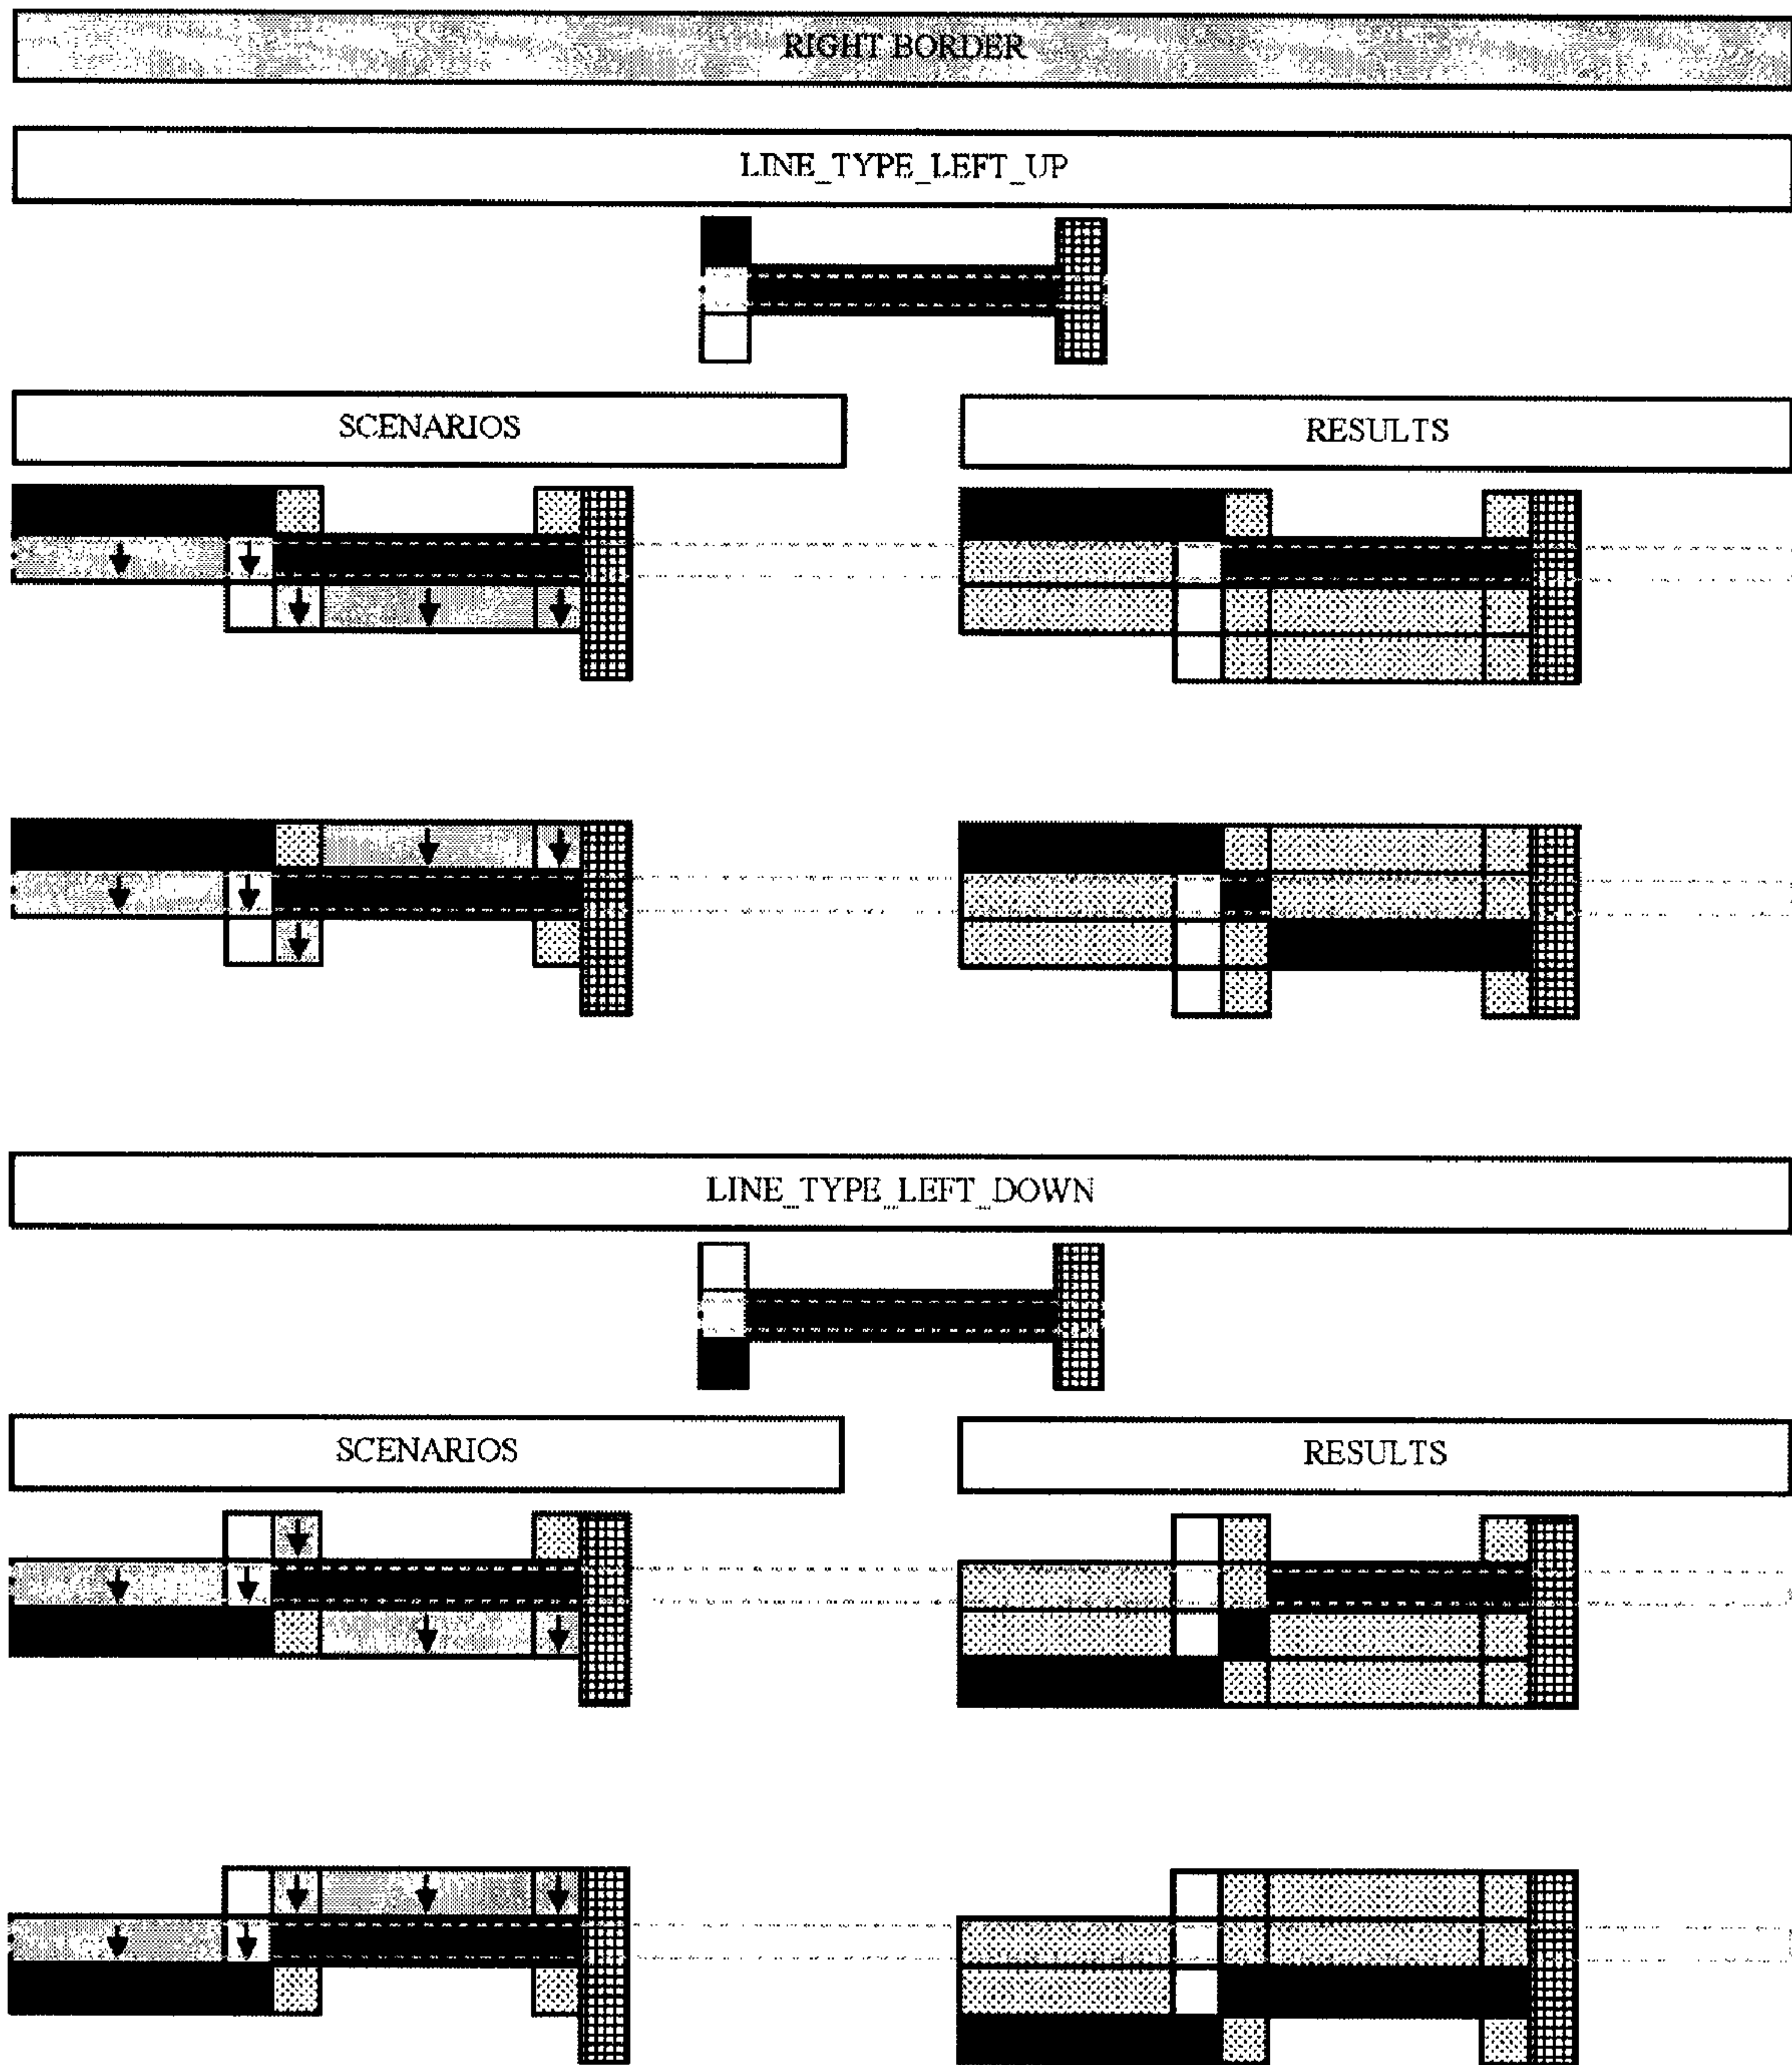 RIGHT BORDER
LINE_TYPE_LEFT_UP
SCENARIOS
RESULTS
LINE_TYPE_LEFT_DOWN
SCENARIOS
RESULTS